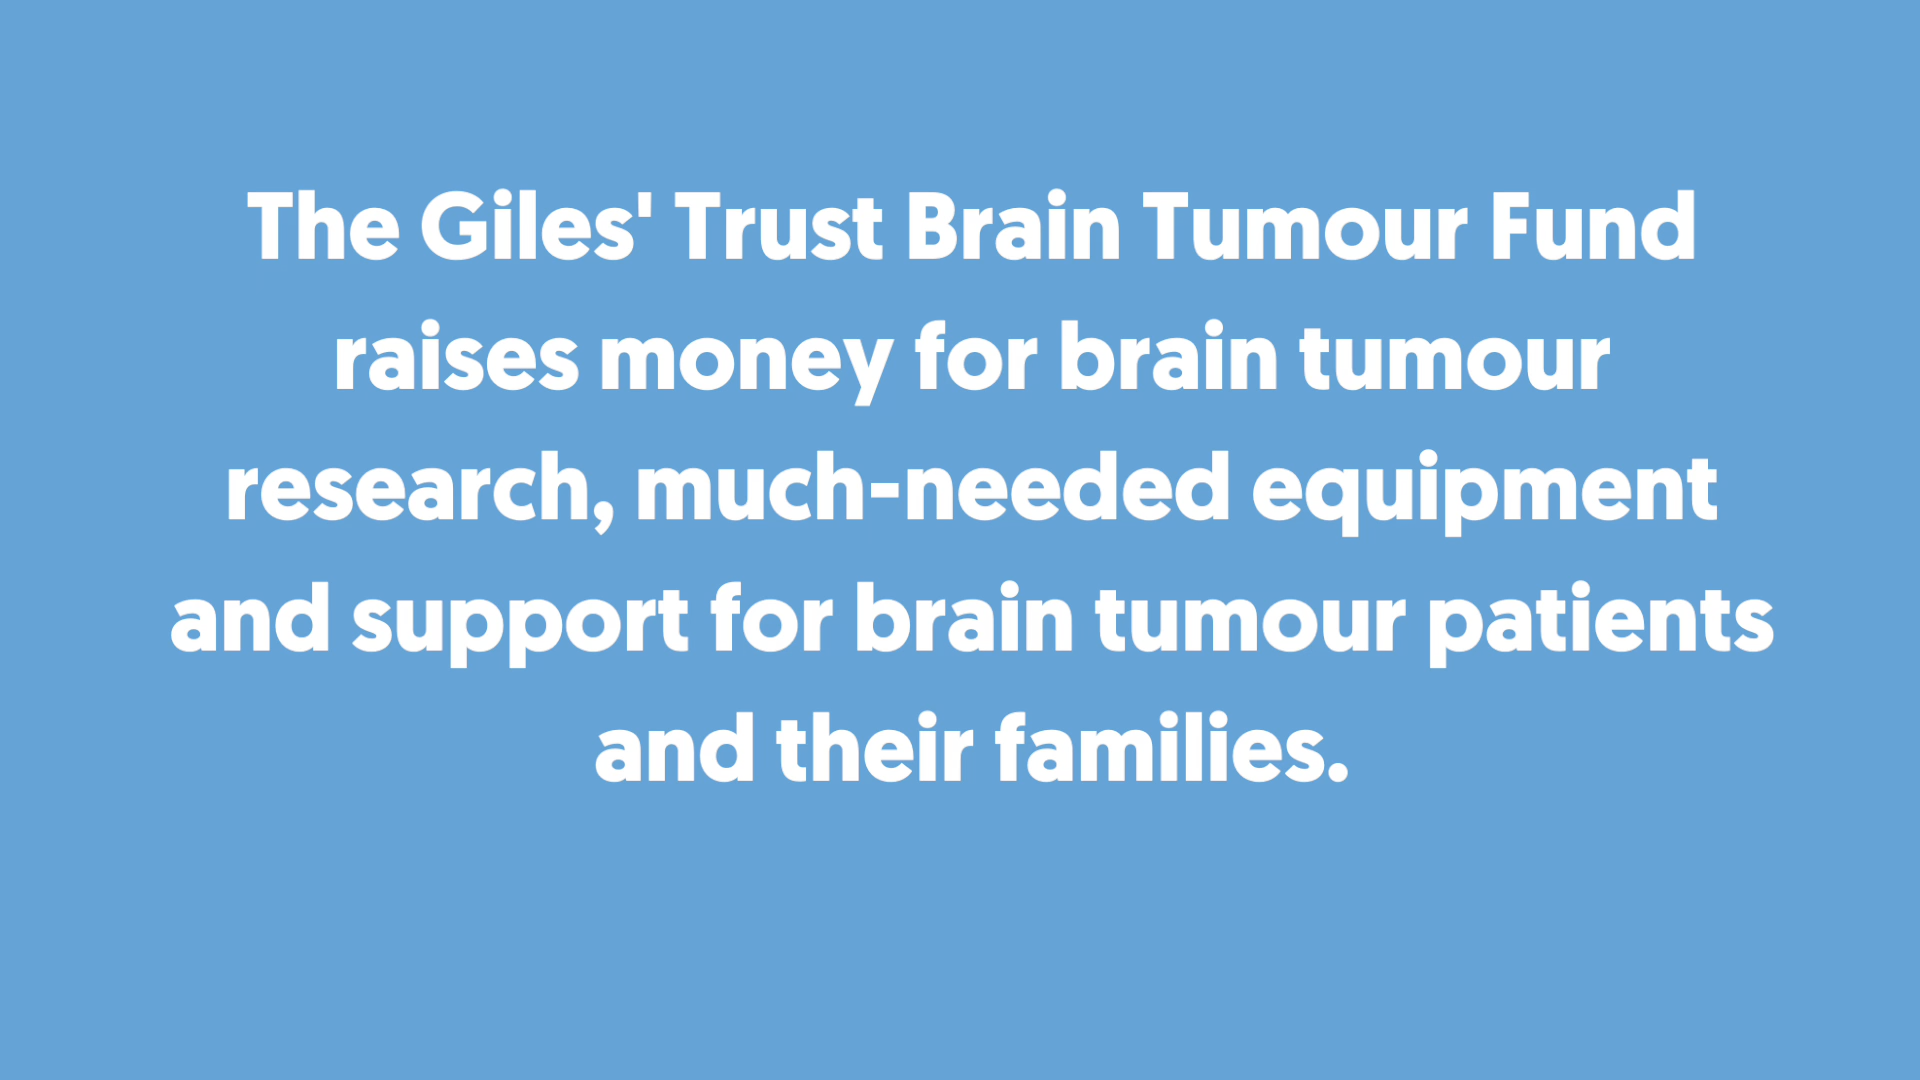 The Giles' Trust Brain Tumour Fund
raises money for brain tumour
research, much-needed equipment
and support for brain tumour patients
and their families.